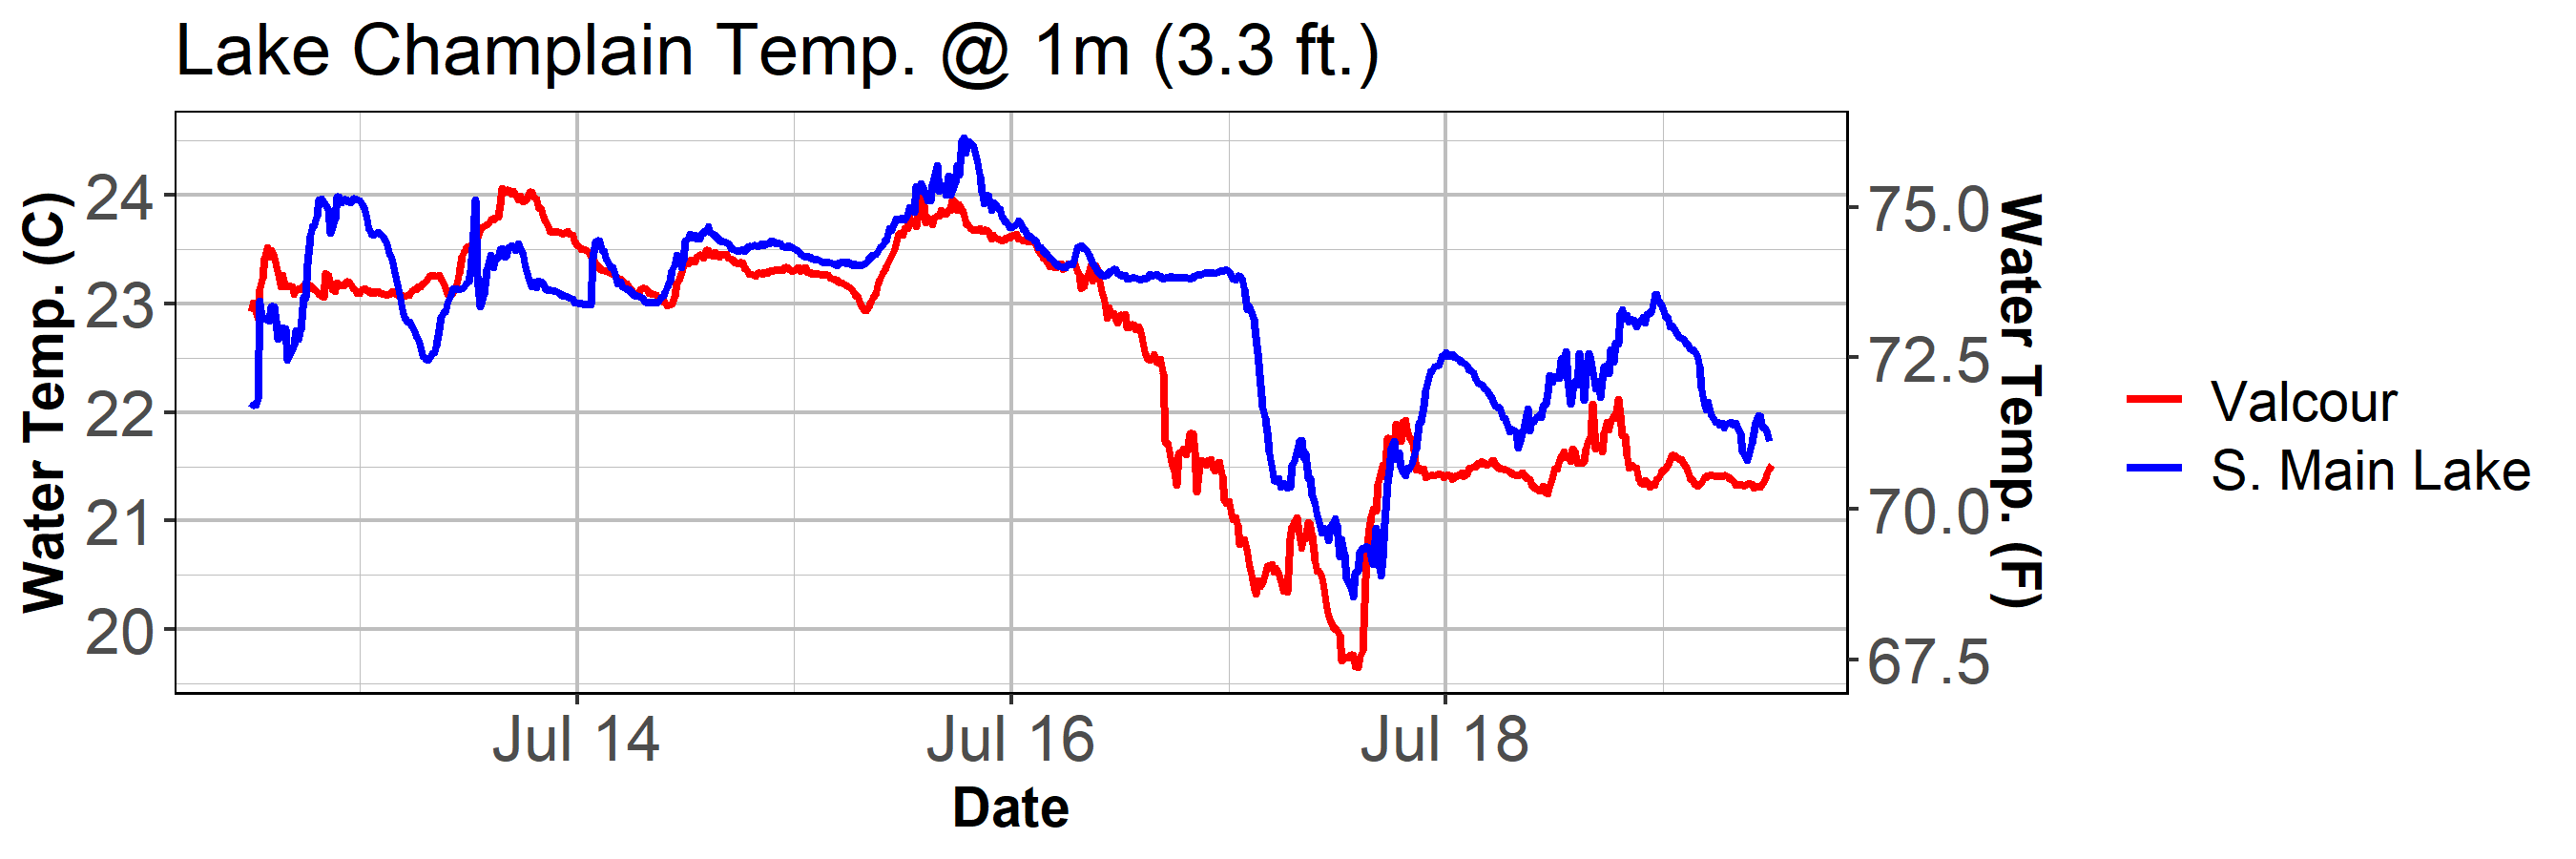 Lake Champlain Temp. @ 1m (3.3 ft.)
Water Temp. (C)
24
23
22
21
20
75.0
72.5
70.0
67.5
Water Temp. (F)
Jul 14
Jul 16
Jul 18
Date
Valcour
S. Main Lake